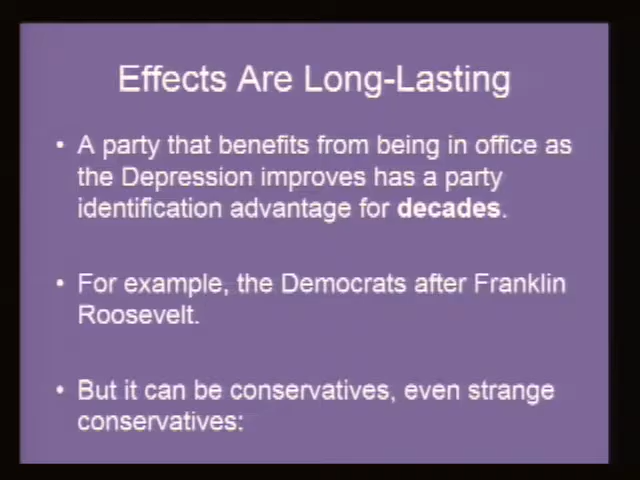 Effects Are Long-Lasting
• A party that benefits from being in office as
the Depression improves has a party
identification advantage for decades.
• For example, the Democrats after Franklin
Roosevelt.
• But it can be conservatives, even strange
conservatives: